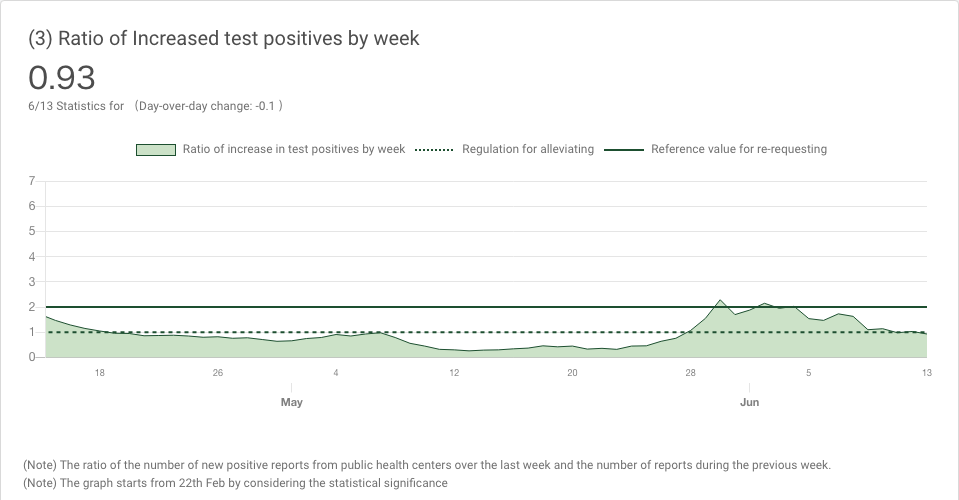 (3) Ratio of Increased test positives by week
0.93
6/13 Statistics for （Day-over-day change: -0.1 ）
Ratio of increase in test positives by week Regulation for alleviating Reference value for re-requesting
7
6
5
4
3
2
1
0
18 26 4 12 20 28 5 13
May Jun
(Note) The ratio of the number of new positive reports from public health centers over the last week and the number of reports during the previous week.
(Note) The graph starts from 22th Feb by considering the statistical significance